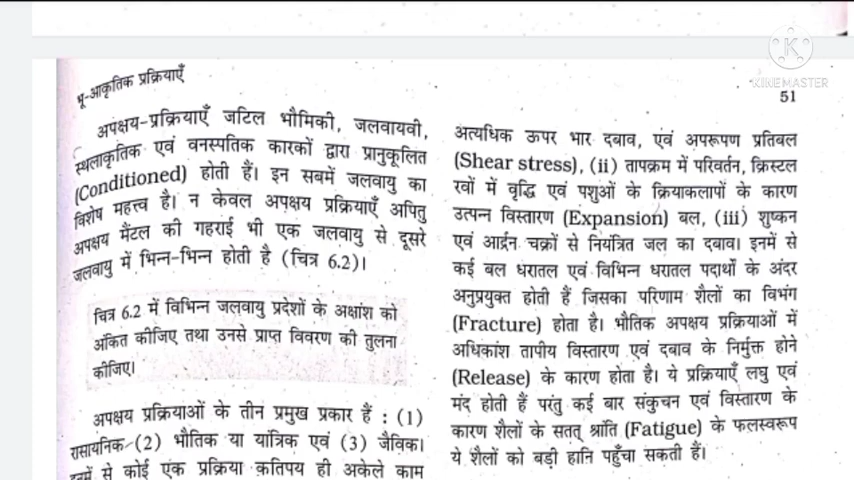 KINEMASTER
भू-आकृतिक प्रक्रियाएँ
51
अपक्षय-प्रक्रियाएँ जटिल भौमिकी, जलवायवी,
स्थलाकृतिक एवं वनस्पतिक कारकों द्वारा प्रानुकूलित
(Conditioned) होती हैं। इन सबमें जलवायु का
विशेष महत्त्व है। न केवल अपक्षय प्रक्रियाएँ अपितु
अपक्षय मैंटल की गहराई भी एक जलवायु से दूसरे
जलवायु में भिन्न-भिन्न होती है (चित्र 6.2)।
चित्र 6.2 में विभिन्न जलवायु प्रदेशों के अक्षांश को
अंकित कीजिए तथा उनसे प्राप्त विवरण की तुलना
कीजिए।
अपक्षय प्रक्रियाओं के तीन प्रमुख प्रकार हैं : (1)
रासायनिक (2) भौतिक या यांत्रिक एवं (3) जैविक।
इनमें से कोई एक प्रक्रिया कतिपय ही अकेले काम
अत्यधिक ऊपर भार दबाव, एवं अपरूपण प्रतिबल
(Shear stress), (ii) तापक्रम में परिवर्तन, क्रिस्टल
रवों में वृद्धि एवं पशुओं के क्रियाकलापों के कारण
उत्पन्न विस्तारण (Expansion) बल, (iii) शुष्कन
एवं आर्द्रन चक्रों से नियंत्रित जल का दबाव। इनमें से
कई बल धरातल एवं विभिन्न धरातल पदार्थों के अंदर
अनुप्रयुक्त होती हैं जिसका परिणाम शैलों का विभंग
(Fracture) होता है। भौतिक अपक्षय प्रक्रियाओं में
अधिकांश तापीय विस्तारण एवं दबाव के निर्मुक्त होने
(Release) के कारण होता है। ये प्रक्रियाएँ लघु एवं
मंद होती हैं परंतु कई बार संकुचन एवं विस्तारण के
कारण शैलों के सतत् श्रांति (Fatigue) के फलस्वरूप
ये शैलों को बड़ी हानि पहुँचा सकती हैं।